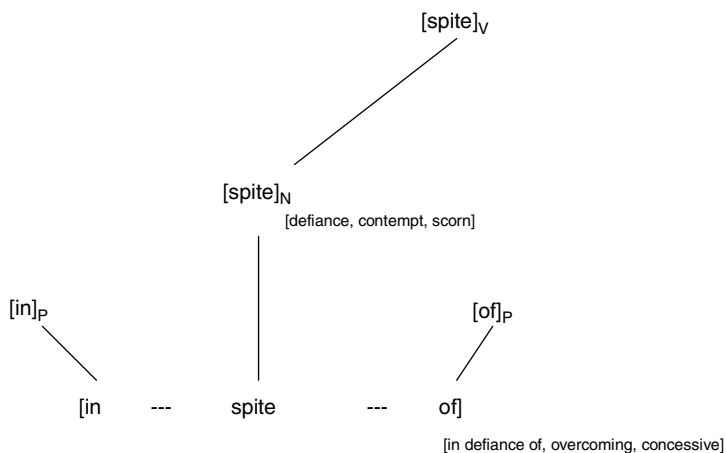 [spite]V
[spite]N
[defiance, contempt, scorn]
[in]P [of]P
[in --- spite --- of]
[in defiance of, overcoming, concessive]